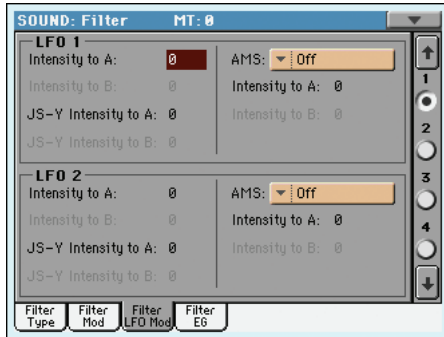 SOUND: Filter MT: 0
LFO 1
Intensity to A: 0 AMS: Off
Intensity to B: 0 Intensity to A: 0
JS-Y Intensity to A: 0 Intensity to B: 0
JS-Y Intensity to B: 0
LFO 2
Intensity to A: 0 AMS: Off
Intensity to B: 0 Intensity to A: 0
JS-Y Intensity to A: 0 Intensity to B: 0
JS-Y Intensity to B: 0
1
2
3
4
Filter Type Filter Mod Filter LFO Mod Filter EG